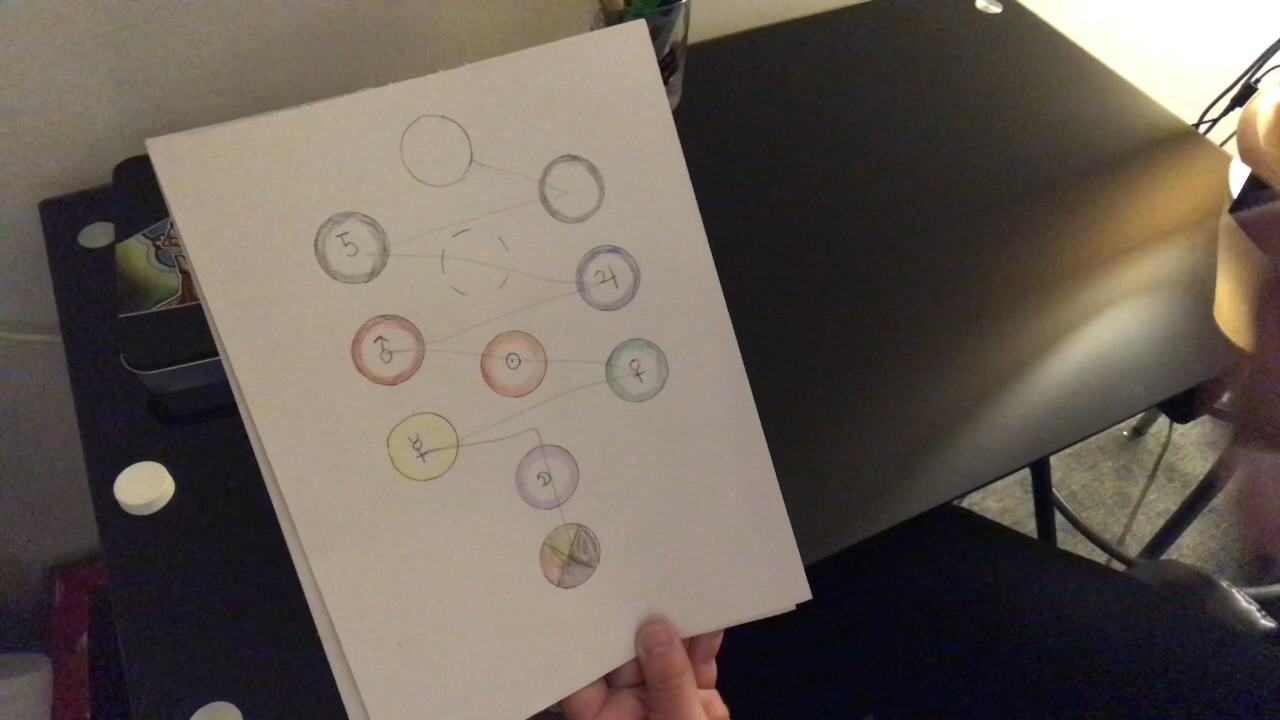 ♄
♃
♂ ☉ ♀
☿
☽